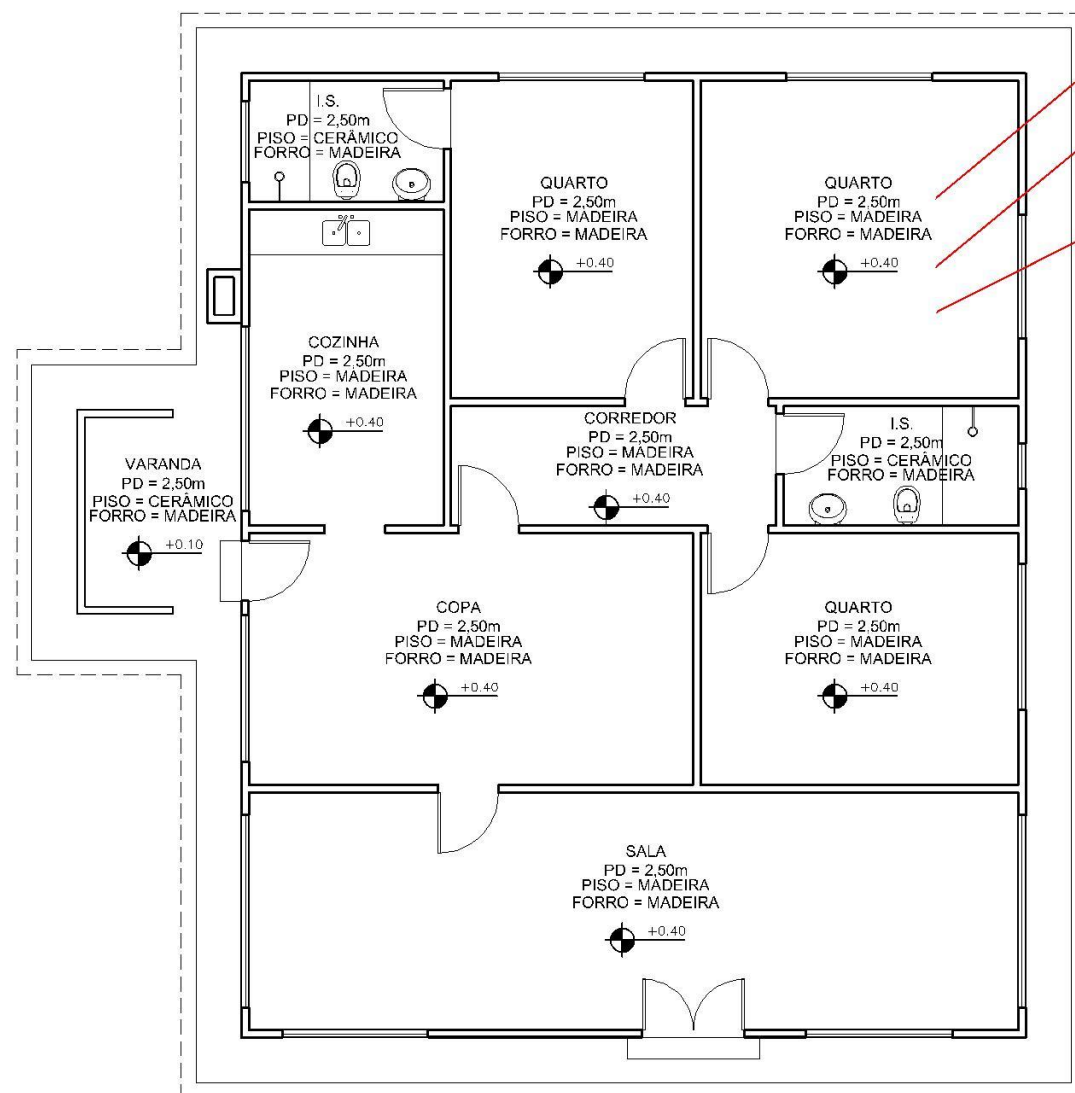 I.S.
PD = 2,50m
PISO = CERÂMICO
FORRO = MADEIRA
QUARTO
PD = 2,50m
PISO = MADEIRA
FORRO = MADEIRA
+0.40
QUARTO
PD = 2,50m
PISO = MADEIRA
FORRO = MADEIRA
+0.40
COZINHA
PD = 2,50m
PISO = MADEIRA
FORRO = MADEIRA
+0.40
CORREDOR
PD = 2,50m
PISO = MADEIRA
FORRO = MADEIRA
+0.40
I.S.
PD = 2,50m
PISO = CERÂMICO
FORRO = MADEIRA
VARANDA
PD = 2,50m
PISO = CERÂMICO
FORRO = MADEIRA
+0.10
COPA
PD = 2,50m
PISO = MADEIRA
FORRO = MADEIRA
+0.40
QUARTO
PD = 2,50m
PISO = MADEIRA
FORRO = MADEIRA
+0.40
SALA
PD = 2,50m
PISO = MADEIRA
FORRO = MADEIRA
+0.40